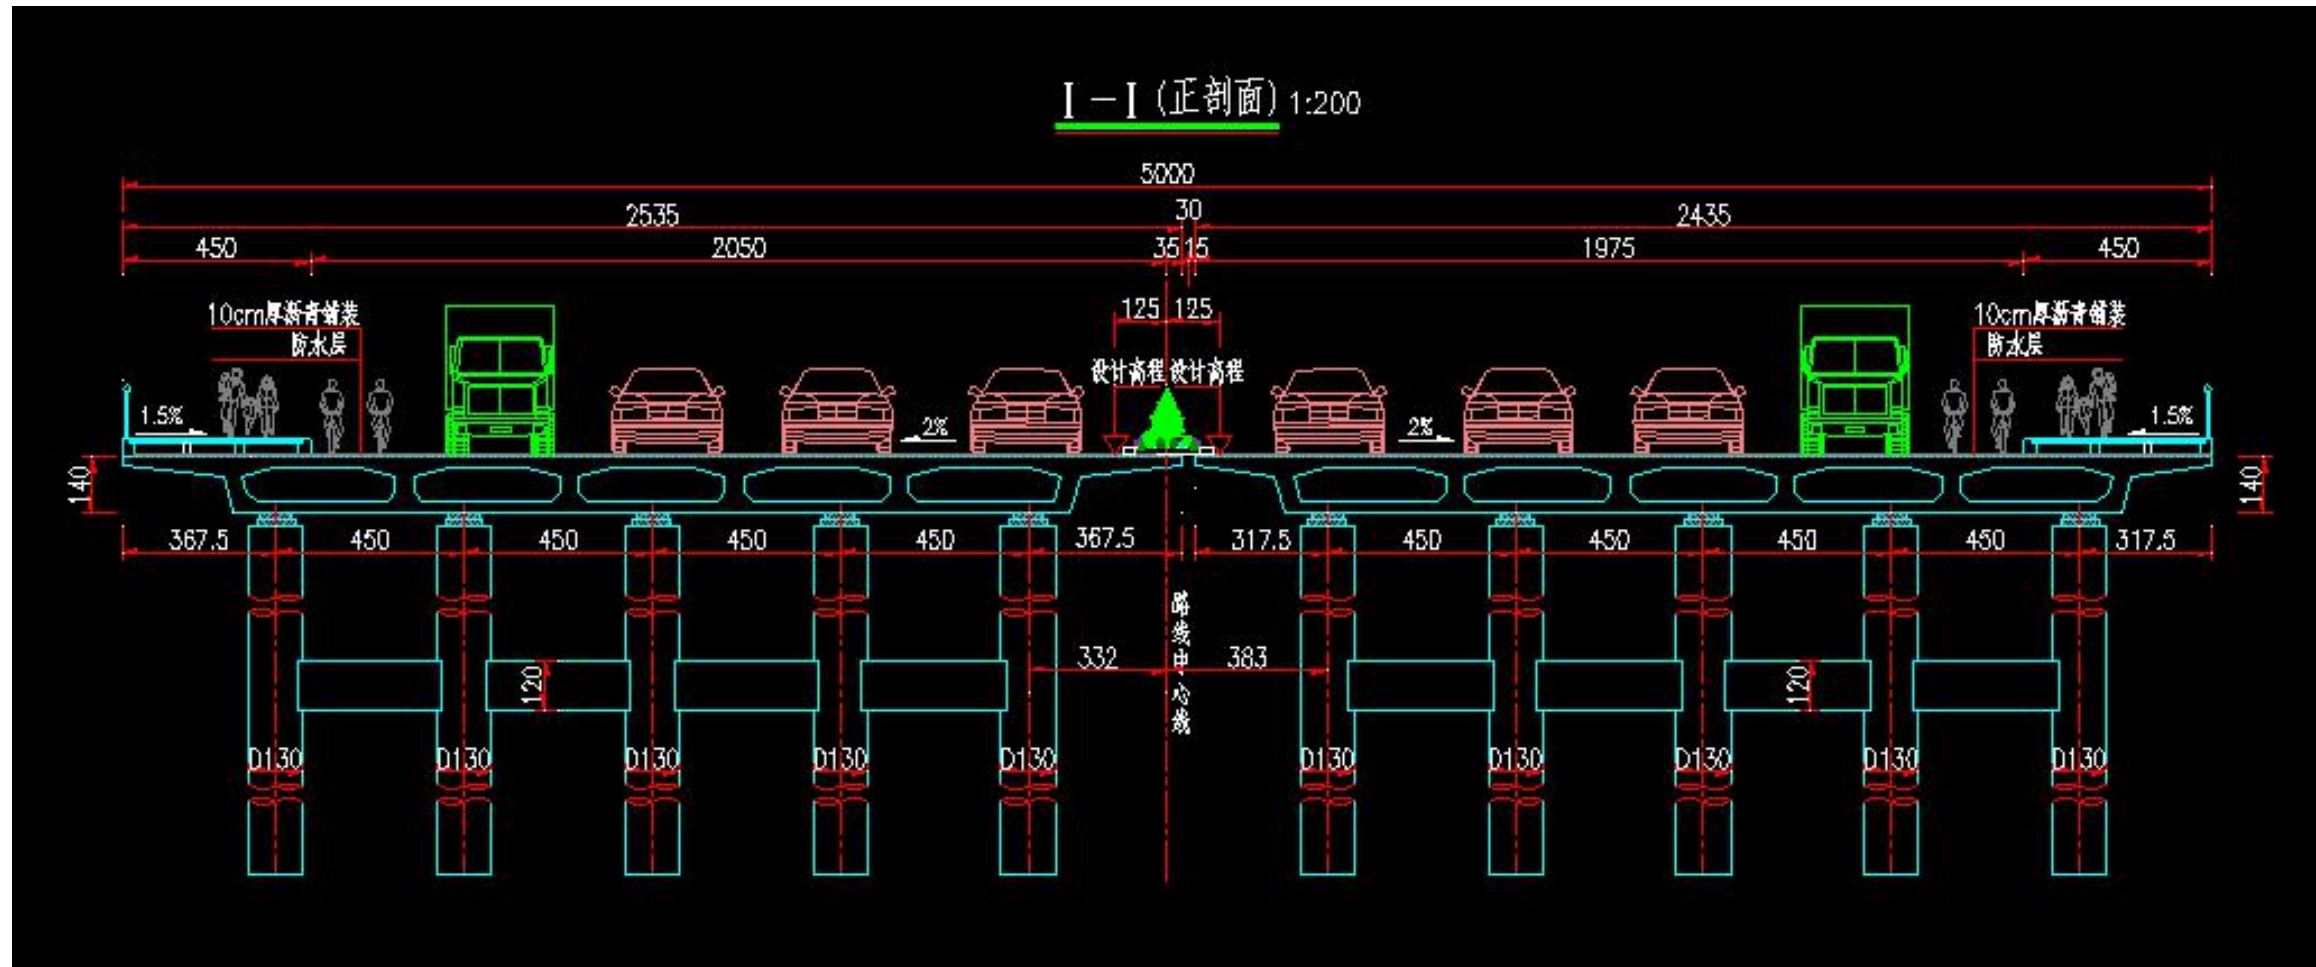 I-I(正剖面) 1:200
5000
2535 30 2435
450 2050 35 15 1975 450
125 125
10cm厚沥青铺装 10cm厚沥青铺装
防水层 防水层
设计高程 设计高程
1.5% 2% 2% 1.5%
140 140
367.5 450 450 450 450 367.5 317.5 450 450 450 450 317.5
路线中心线
332 383
120 120
D130 D130 D130 D130 D130 D130 D130 D130 D130 D130